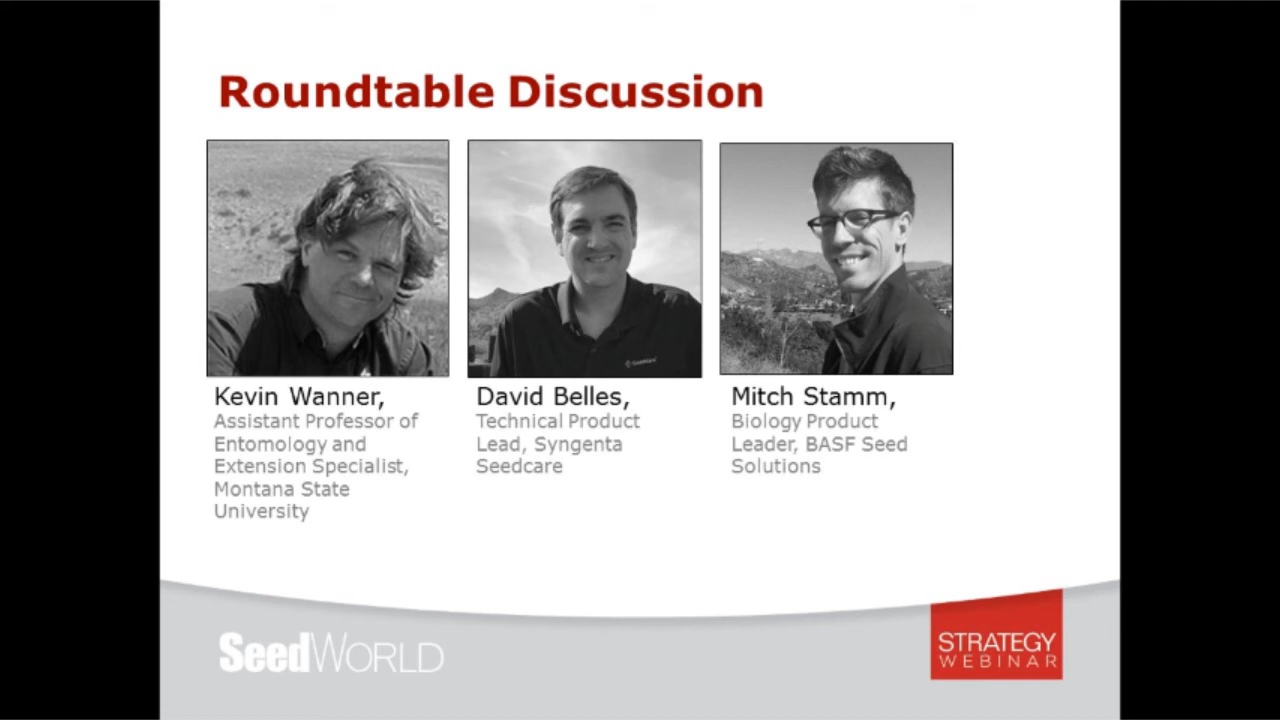 Roundtable Discussion
Kevin Wanner,
Assistant Professor of
Entomology and
Extension Specialist,
Montana State
University
David Belles,
Technical Product
Lead, Syngenta
Seedcare
Mitch Stamm,
Biology Product
Leader, BASF Seed
Solutions
SeedWORLD
STRATEGY
WEBINAR